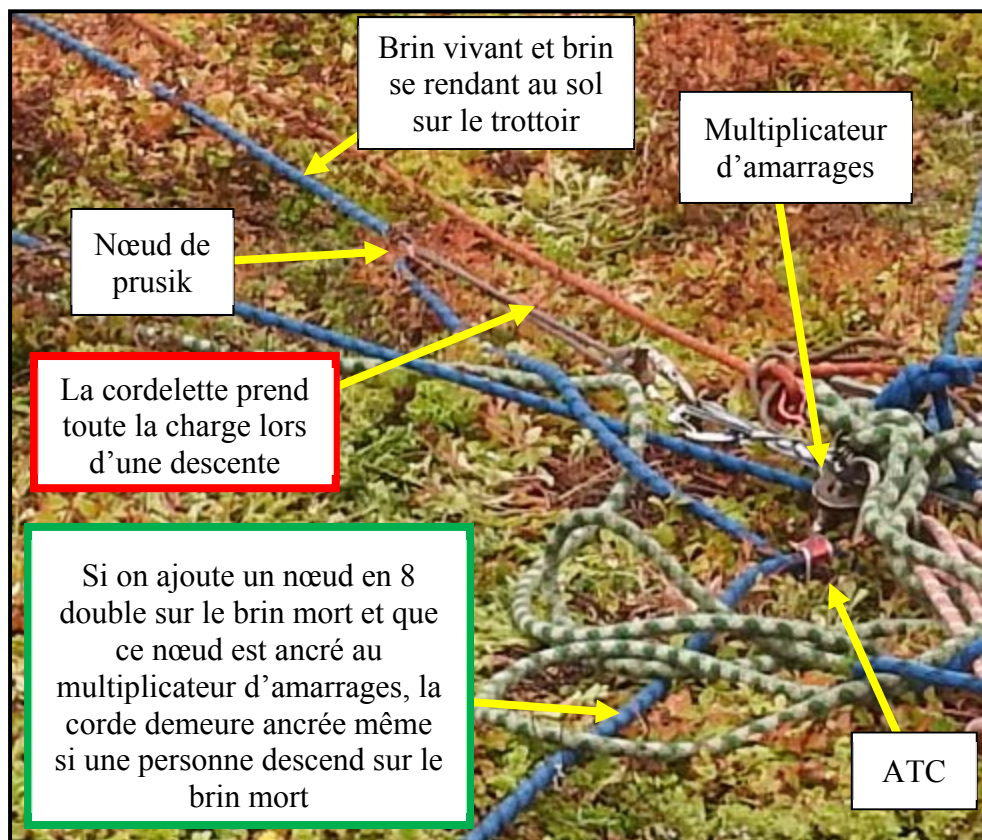 Brin vivant et brin
se rendant au sol
sur le trottoir
Multiplicateur
d'amarrages
Nœud de
prusik
La cordelette prend
toute la charge lors
d'une descente
Si on ajoute un nœud en 8
double sur le brin mort et que
ce nœud est ancré au
multiplicateur d'amarrages, la
corde demeure ancrée même
si une personne descend sur le
brin mort
ATC